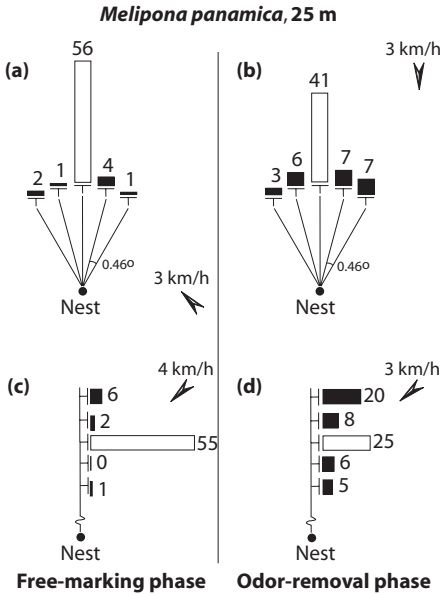 Melipona panamica, 25 m
(a)
56
2
1
4
1
0.46o
Nest
3 km/h
(b)
3 km/h
41
3
6
7
7
0.46o
Nest
(c)
4 km/h
6
2
55
0
1
Nest
(d)
3 km/h
20
8
25
6
5
Nest
Free-marking phase
Odor-removal phase